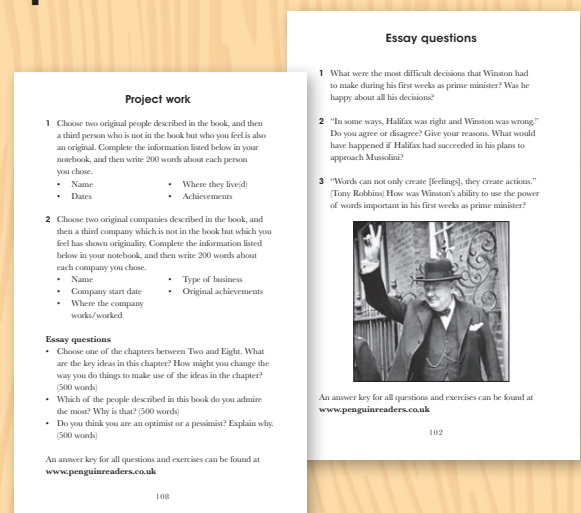 Project work
1 Choose two original people described in the book, and then
a third person who is not in the book but who you feel is also
an original. Complete the information listed below in your
notebook, and then write 200 words about each person
you chose.
• Name • Where they live(d)
• Dates • Achievements
2 Choose two original companies described in the book, and
then a third company which is not in the book but which you
feel has shown originality. Complete the information listed
below in your notebook, and then write 200 words about
each company you chose.
• Name • Type of business
• Company start date • Original achievements
• Where the company
works/worked
Essay questions
• Choose one of the chapters between Two and Eight. What
are the key ideas in this chapter? How might you change the
way you do things to make use of the ideas in the chapter?
(500 words)
• Which of the people described in this book do you admire
the most? Why is that? (500 words)
• Do you think you are an optimist or a pessimist? Explain why.
(500 words)
An answer key for all questions and exercises can be found at
www.penguinreaders.co.uk
108
Essay questions
1 What were the most difficult decisions that Winston had
to make during his first weeks as prime minister? Was he
happy about all his decisions?
2 “In some ways, Halifax was right and Winston was wrong.”
Do you agree or disagree? Give your reasons. What would
have happened if Halifax had succeeded in his plans to
approach Mussolini?
3 “Words can not only create [feelings], they create actions.”
(Tony Robbins) How was Winston’s ability to use the power
of words important in his first weeks as prime minister?
An answer key for all questions and exercises can be found at
www.penguinreaders.co.uk
102